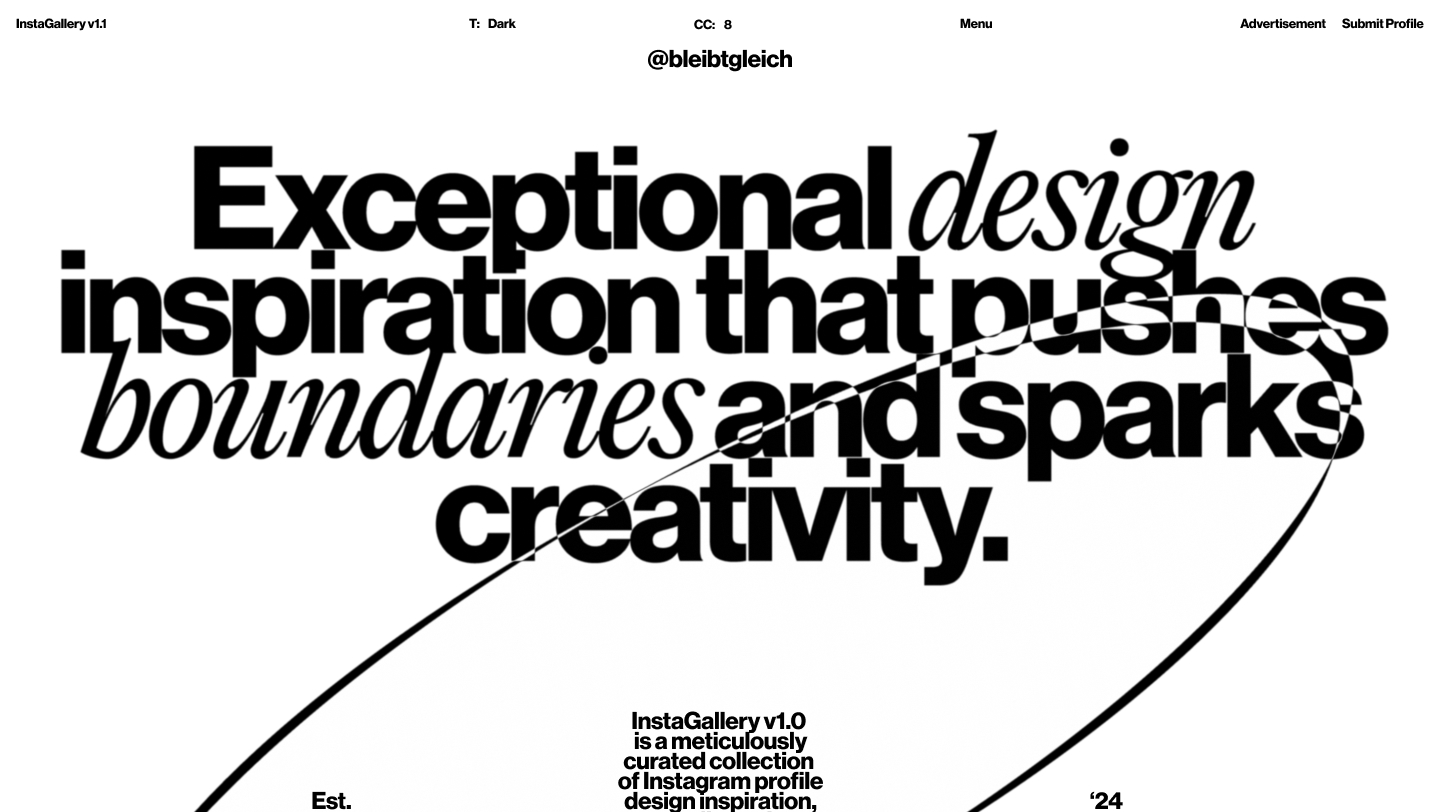 InstaGallery v1.1
T: Dark
CC: 8
Menu
Advertisement
Submit Profile
@bleibtgleich
Exceptional design
inspiration that pushes
boundaries and sparks
creativity.
InstaGallery v1.0
is a meticulously
curated collection
of Instagram profile
design inspiration,
Est.
‘24